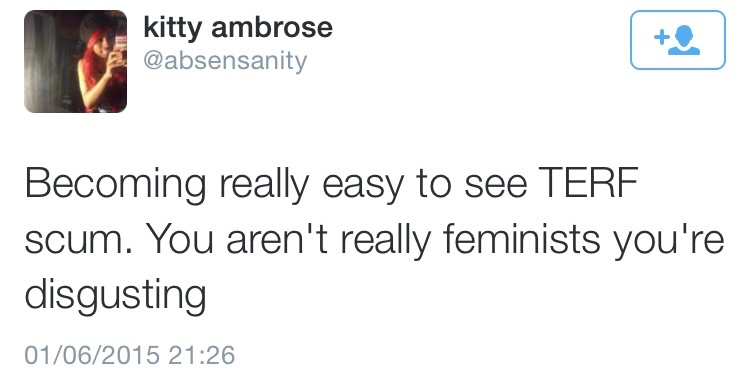 kitty ambrose
@absensanity
Becoming really easy to see TERF
scum. You aren't really feminists you're
disgusting
01/06/2015 21:26